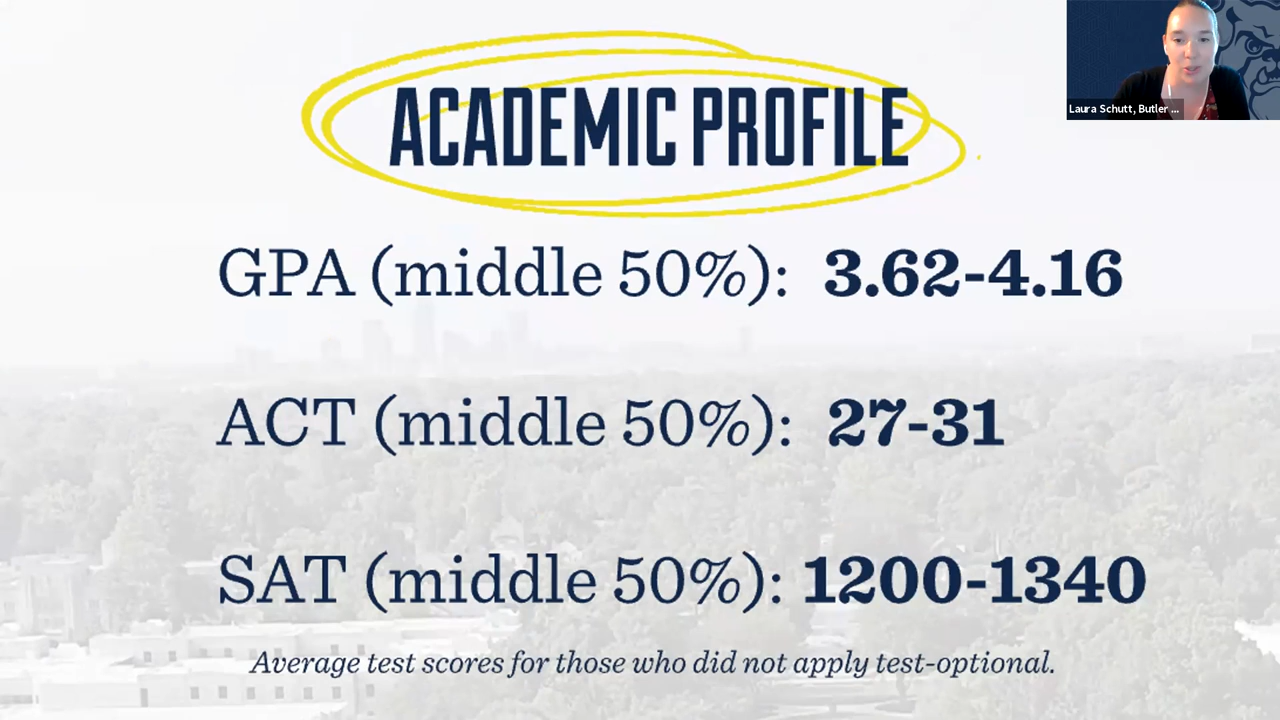 ACADEMIC PROFILE
Laura Schutt, Butler ...
GPA (middle 50%): 3.62-4.16
ACT (middle 50%): 27-31
SAT (middle 50%): 1200-1340
Average test scores for those who did not apply test-optional.